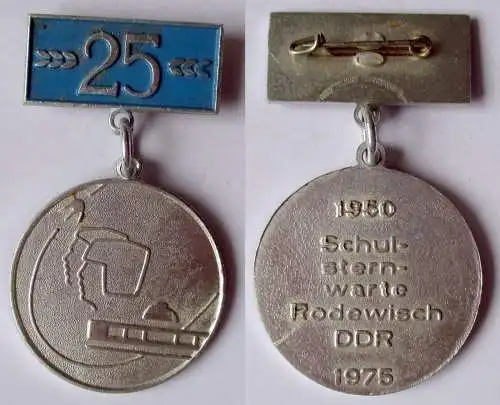 25
1950
Schul-
stern-
warte
Rodewisch
DDR
1975